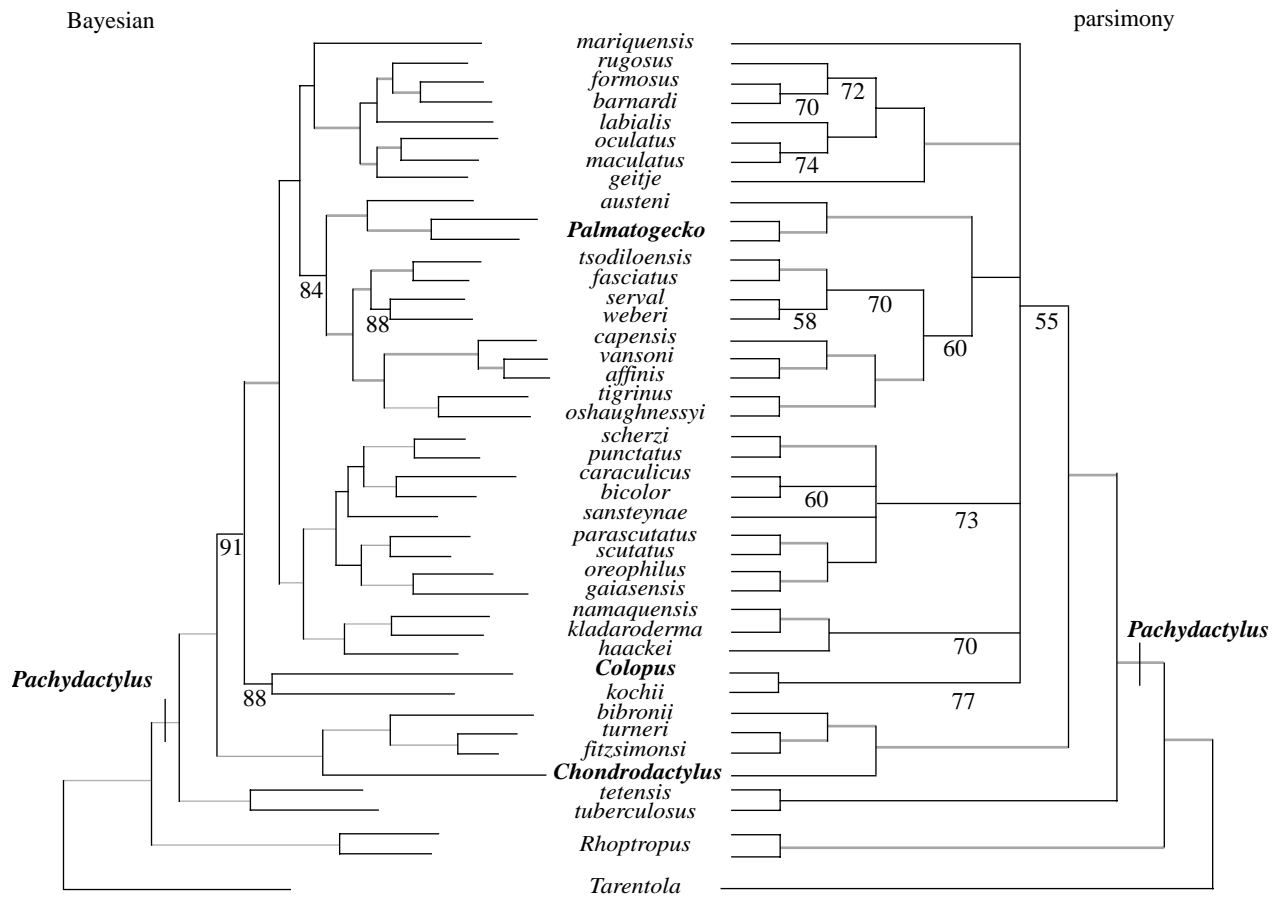 Bayesian
parsimony
mariquensis
rugosus
formosus
barnardi
70
72
labialis
oculatus
maculatus
74
geitje
austeni
Palmatogecko
tsodiloensis
fasciatus
84
serval
70
weberi
88
58
55
capensis
60
vansoni
affinis
tigrinus
oshaughnessyi
scherzi
punctatus
caraculicus
bicolor
60
sansteynae
73
parascutatus
91
scutatus
oreophilus
gaiasensis
namaquensis
kladaroderma
Pachydactylus
haackei
70
Colopus
Pachydactylus
kochii
88
77
bibronii
turneri
fitzsimonsi
Chondrodactylus
tetensis
tuberculosus
Rhoptropus
Tarentola